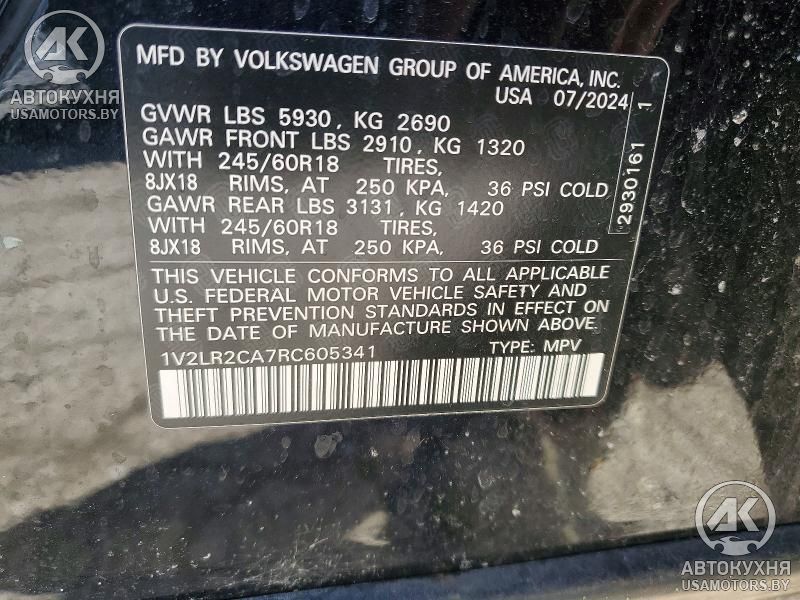 AK
АВТОКУХНЯ
USAMOTORS.BY
MFD BY VOLKSWAGEN GROUP OF AMERICA, INC.
USA 07/2024
GVWR LBS 5930, KG 2690
GAWR FRONT LBS 2910, KG 1320
WITH 245/60R18 TIRES,
8JX18 RIMS, AT 250 KPA, 36 PSI COLD
GAWR REAR LBS 3131, KG 1420
WITH 245/60R18 TIRES,
8JX18 RIMS, AT 250 KPA, 36 PSI COLD
2930161 1
THIS VEHICLE CONFORMS TO ALL APPLICABLE
U.S. FEDERAL MOTOR VEHICLE SAFETY AND
THEFT PREVENTION STANDARDS IN EFFECT ON
THE DATE OF MANUFACTURE SHOWN ABOVE.
1V2LR2CA7RC605341 TYPE: MPV
AK
АВТОКУХНЯ
USAMOTORS.BY